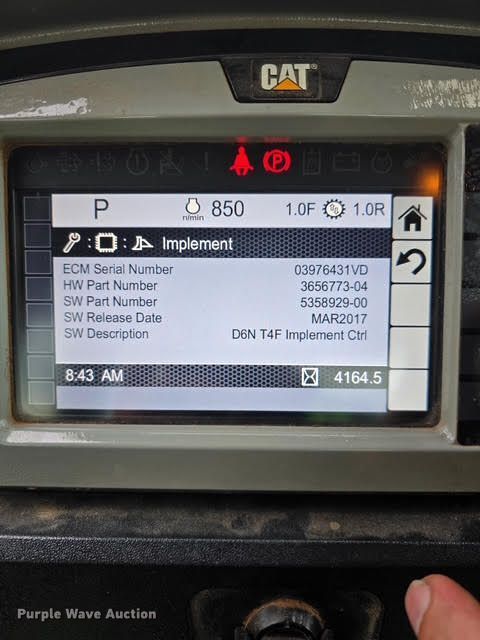 CAT®
P n/min 850 1.0F 1.0R
: : Implement
ECM Serial Number 03976431VD
HW Part Number 3656773-04
SW Part Number 5358929-00
SW Release Date MAR2017
SW Description D6N T4F Implement Ctrl
8:43 AM 4164.5
Purple Wave Auction